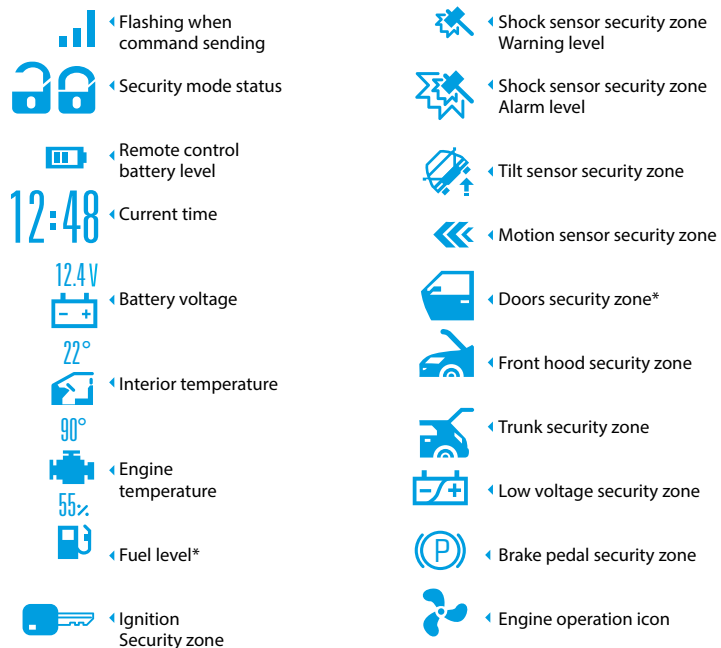 Flashing when
command sending
Security mode status
Remote control
battery level
12:48
Current time
12.4 V
Battery voltage
22°
Interior temperature
90°
Engine
temperature
55%
Fuel level*
Ignition
Security zone
Shock sensor security zone
Warning level
Shock sensor security zone
Alarm level
Tilt sensor security zone
Motion sensor security zone
Doors security zone*
Front hood security zone
Trunk security zone
Low voltage security zone
P
Brake pedal security zone
Engine operation icon